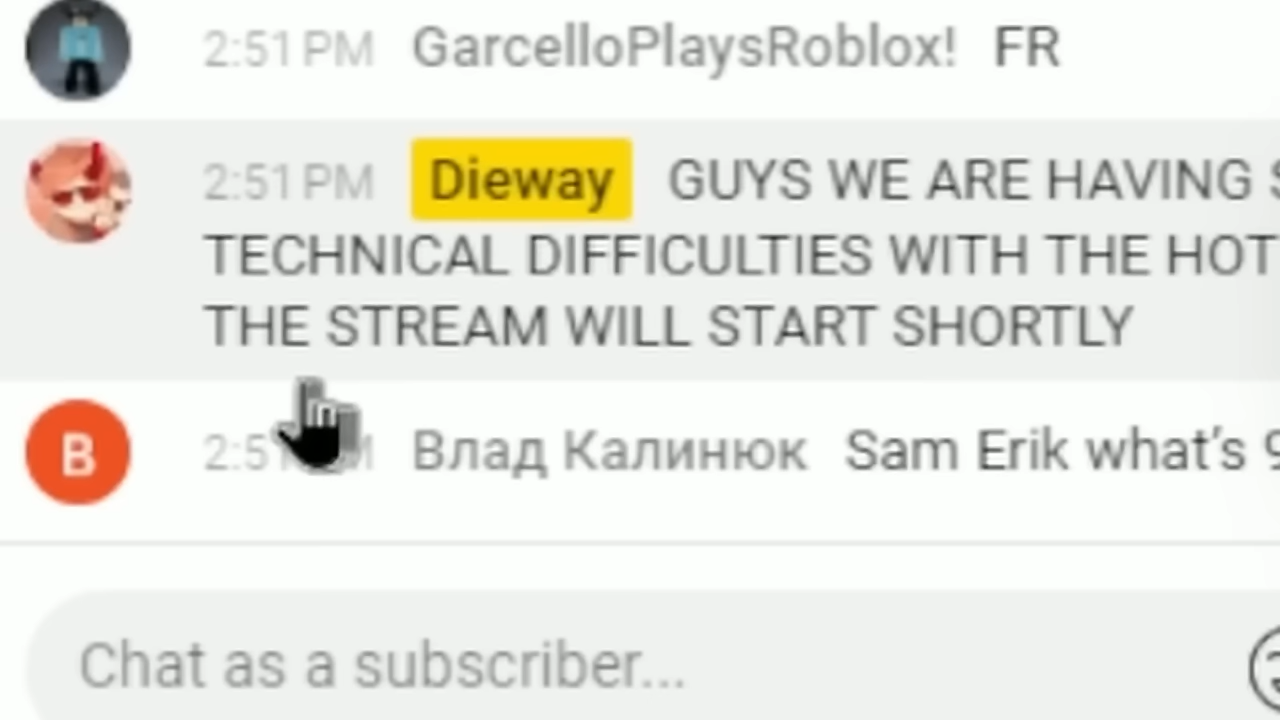 2:51 PM GarcelloPlaysRoblox! FR
2:51 PM Dieway GUYS WE ARE HAVING
TECHNICAL DIFFICULTIES WITH THE HOT
THE STREAM WILL START SHORTLY
B Влад Калинюк Sam Erik what's
Chat as a subscriber...